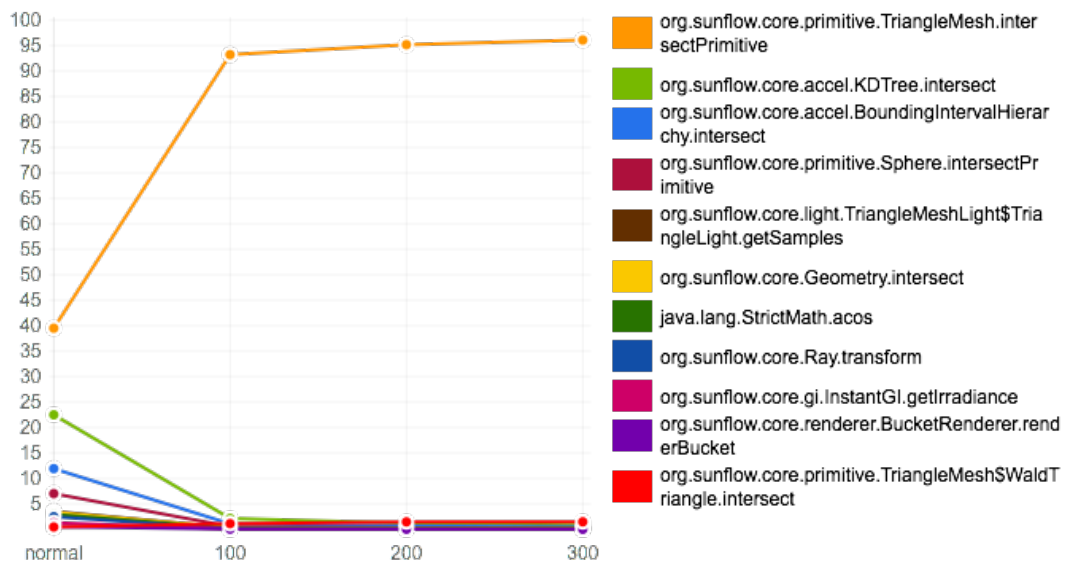 100
95
90
85
80
75
70
65
60
55
50
45
40
35
30
25
20
15
10
5
normal
100
200
300
org.sunflow.core.primitive.TriangleMesh.inter
sectPrimitive
org.sunflow.core.accel.KDTree.intersect
org.sunflow.core.accel.BoundingIntervalHierar
chy.intersect
org.sunflow.core.primitive.Sphere.intersectPr
imitive
org.sunflow.core.light.TriangleMeshLight$Tria
ngleLight.getSamples
org.sunflow.core.Geometry.intersect
java.lang.StrictMath.acos
org.sunflow.core.Ray.transform
org.sunflow.core.gi.InstantGI.getIrradiance
org.sunflow.core.renderer.BucketRenderer.rend
erBucket
org.sunflow.core.primitive.TriangleMesh$WaldT
riangle.intersect